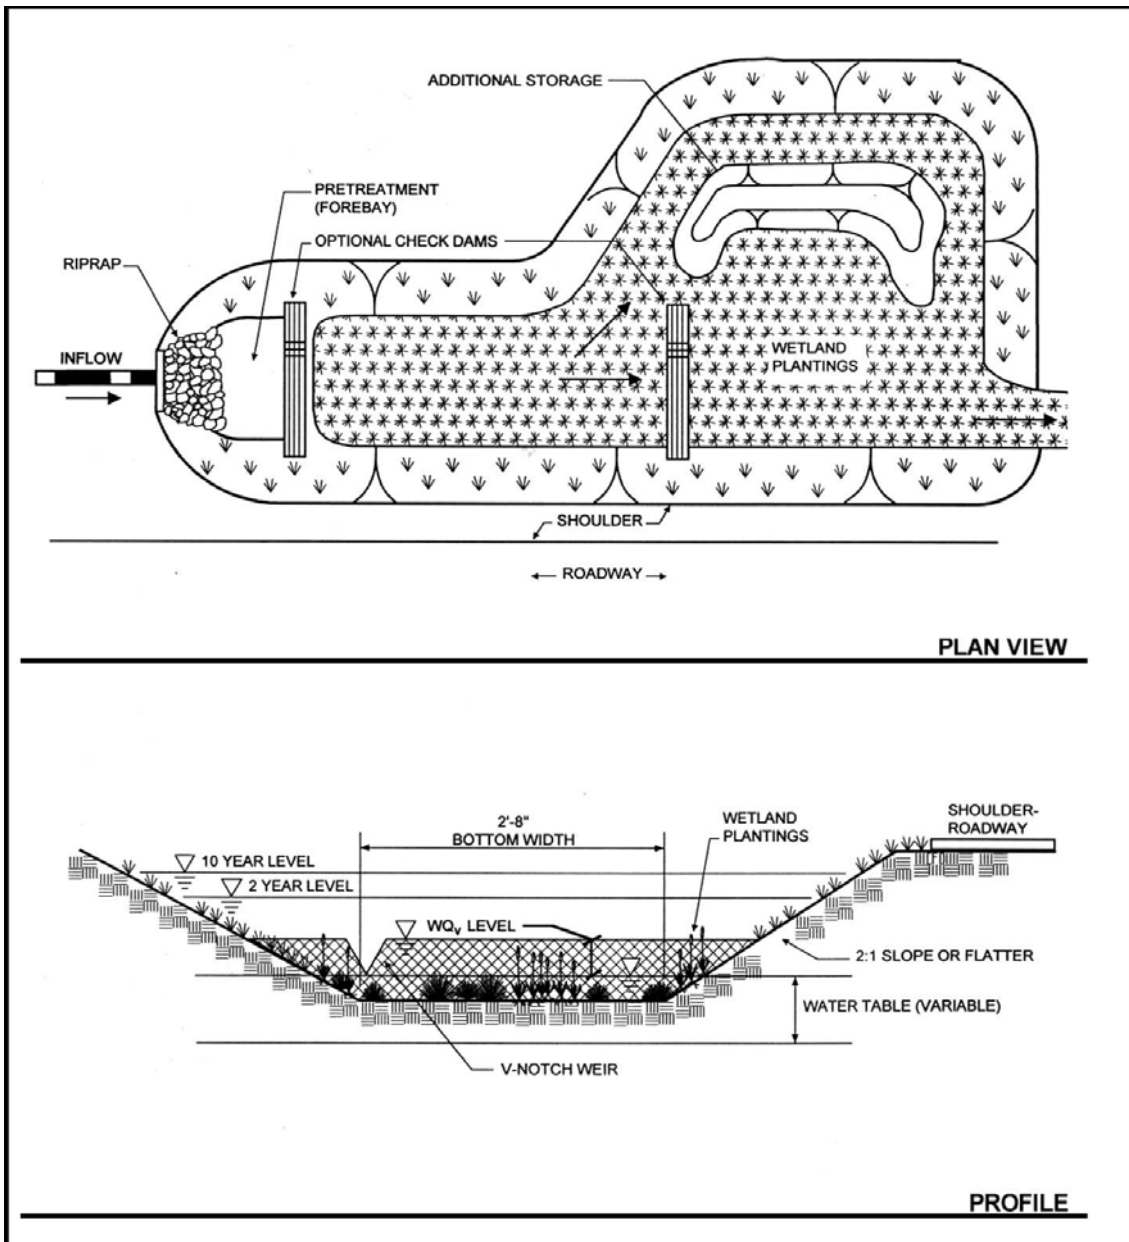 ADDITIONAL STORAGE
PRETREATMENT
(FOREBAY)
OPTIONAL CHECK DAMS
RIPRAP
INFLOW
WETLAND
PLANTINGS
SHOULDER
ROADWAY
PLAN VIEW
2'-8"
BOTTOM WIDTH
WETLAND
PLANTINGS
SHOULDER-
ROADWAY
10 YEAR LEVEL
2 YEAR LEVEL
WQv LEVEL
2:1 SLOPE OR FLATTER
WATER TABLE (VARIABLE)
V-NOTCH WEIR
PROFILE